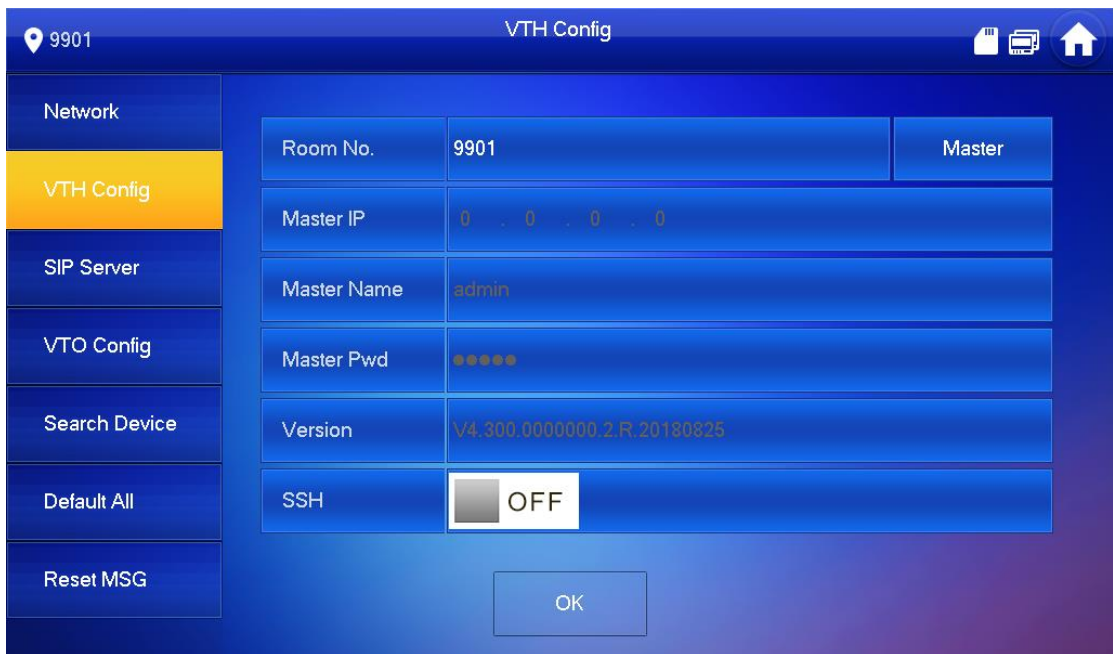 9901
VTH Config
Network
VTH Config
SIP Server
VTO Config
Search Device
Default All
Reset MSG
Room No. 9901 Master
Master IP 0 . 0 . 0 . 0
Master Name admin
Master Pwd ●●●●●
Version V4.300.0000000.2.R.20180825
SSH OFF
OK